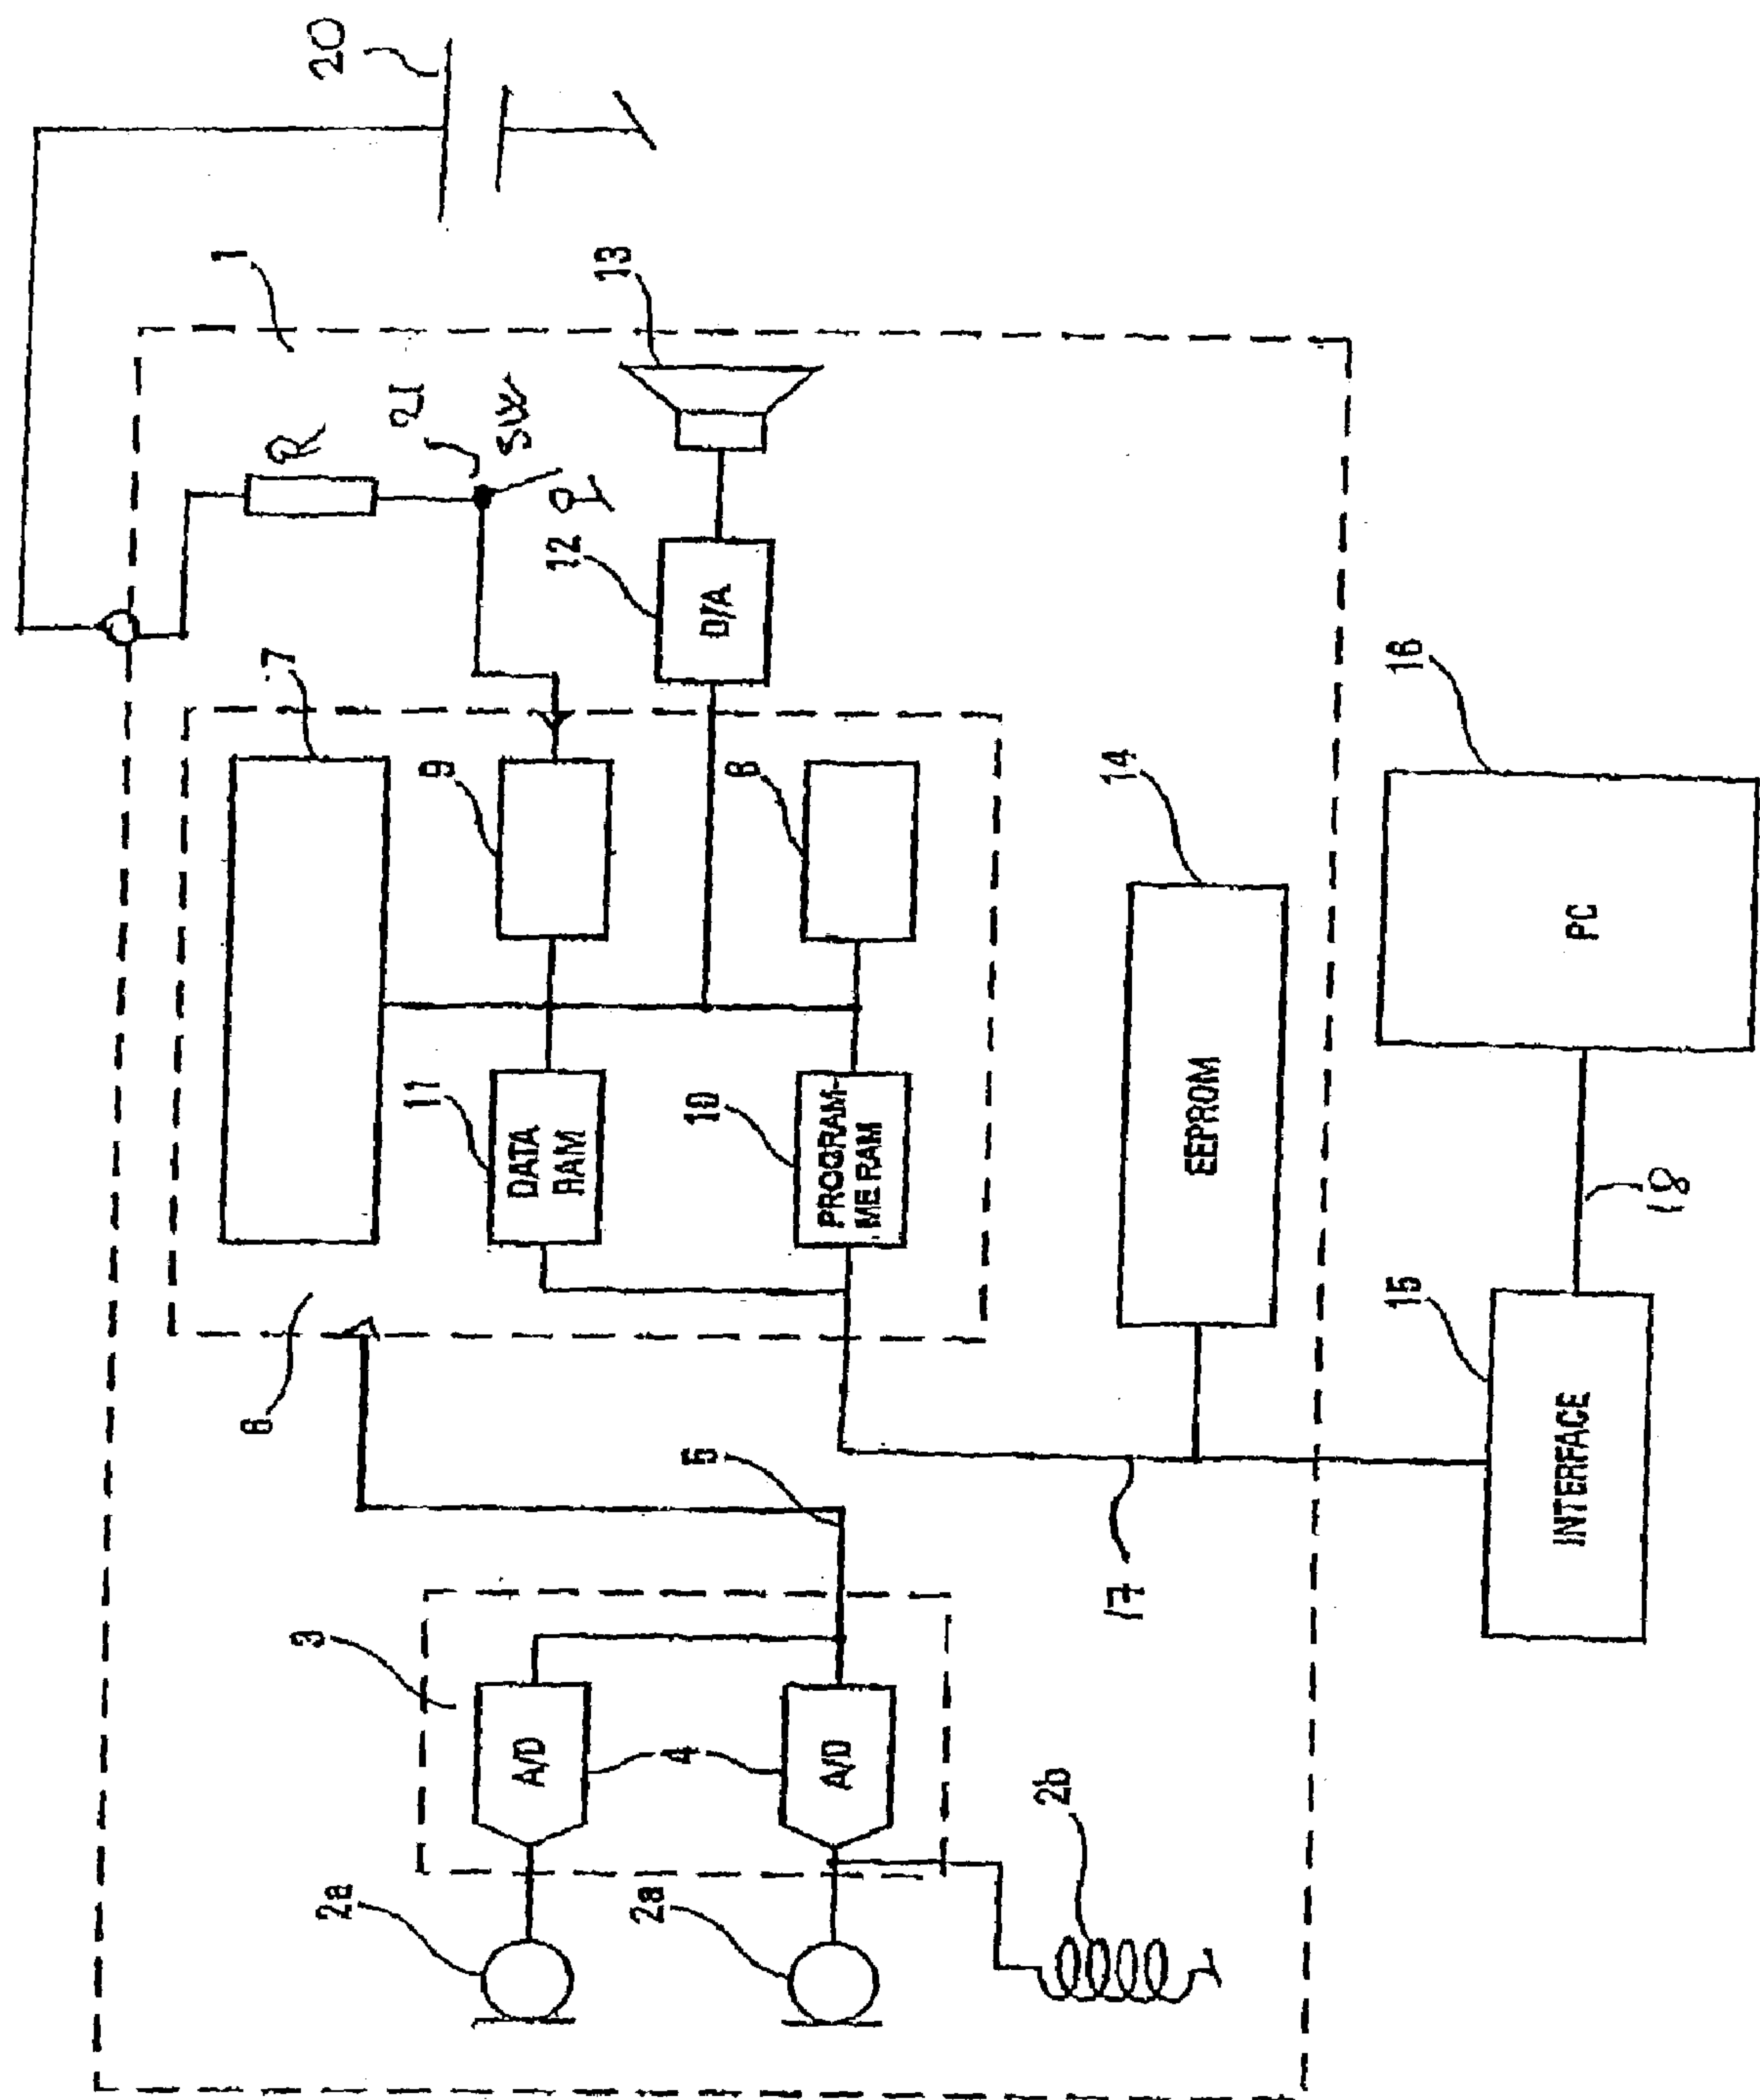 1
20
7
8
R
3
2a
21
9
11
SW
A/D
DATA
RAM
12
13
2a
4
5
10
D/A
8
A/D
PROGRAM-
ME RAM
2b
14
17
EEPROM
15
16
INTERFACE
PC
18